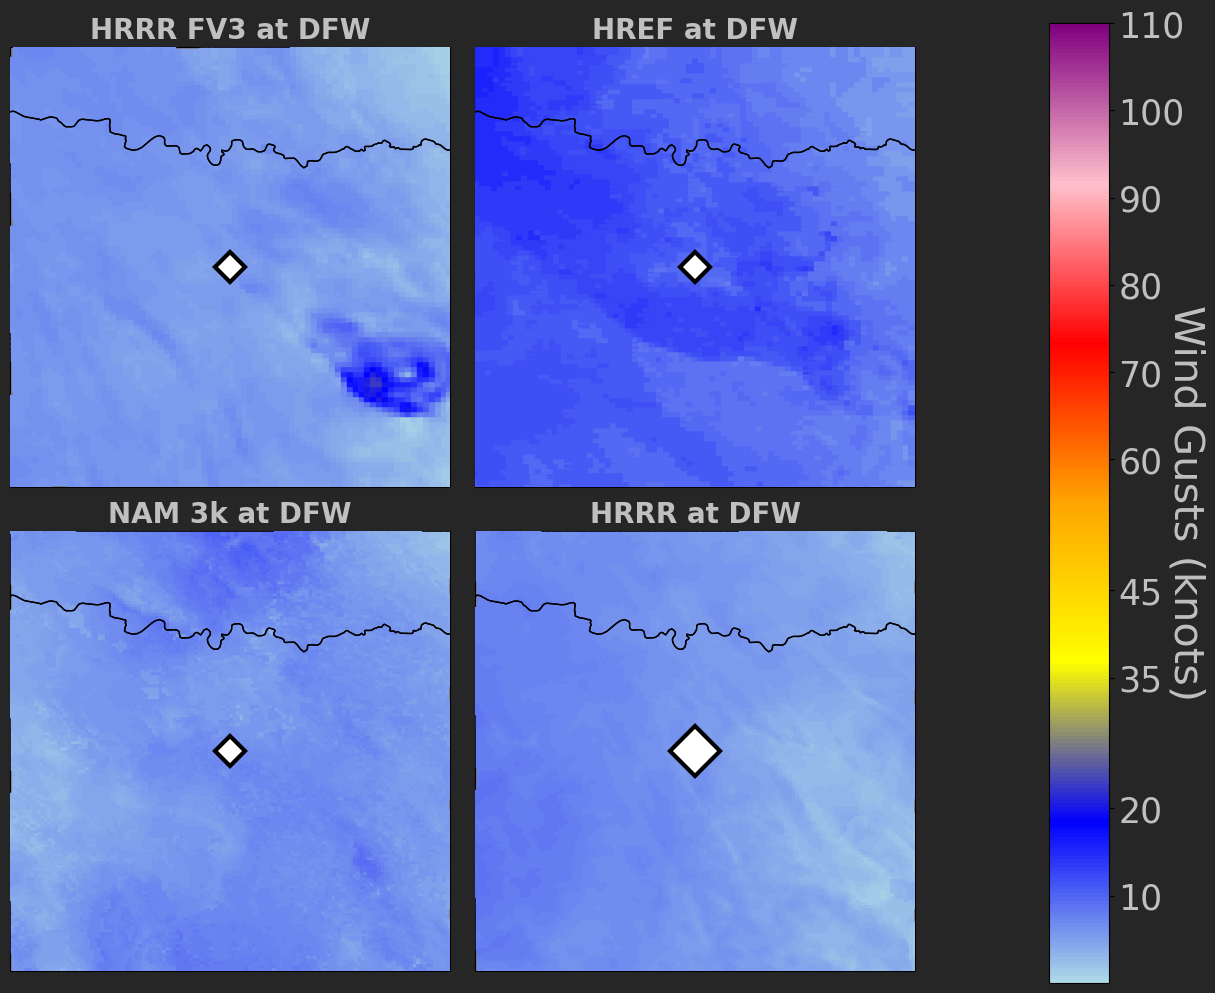 HRRR FV3 at DFW
HREF at DFW
NAM 3k at DFW
HRRR at DFW
110
100
90
80
70
60
45
35
20
10
Wind Gusts (knots)